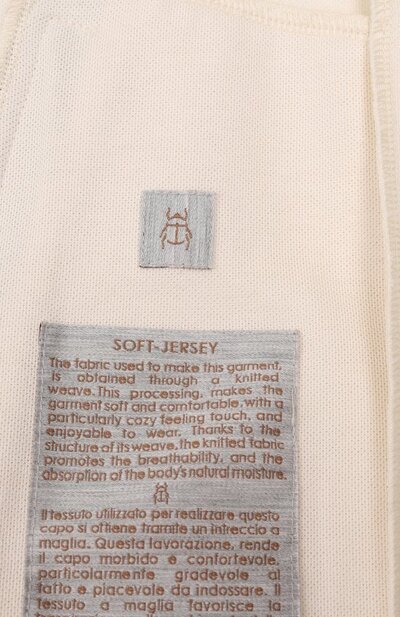 SOFT-JERSEY
The fabric used to make this garment,
is obtained through a knitted
weave. This processing, makes the
garment soft and comfortable, with a
particularly cozy feeling touch, and
enjoyable to wear. Thanks to the
structure of its weave, the knitted fabric
promotes the breathability, and the
absorption of the body's natural moisture.
Il tessuto utilizzato per realizzare questo
capo si ottiene tramite un intreccio a
maglia. Questa lavorazione, rende
il capo morbido e confortevole,
particolarmente gradevole al
tatto e piacevole da indossare. Il
tessuto a maglia favorisce la